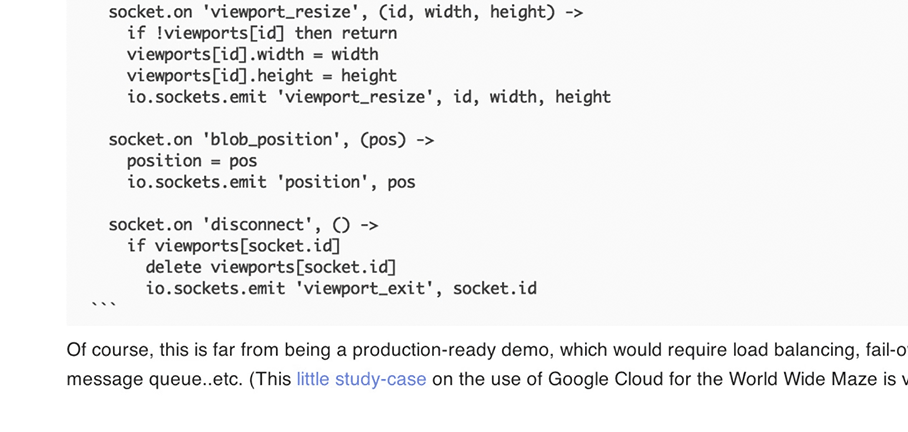 socket.on 'viewport_resize', (id, width, height) ->
if !viewports[id] then return
viewports[id].width = width
viewports[id].height = height
io.sockets.emit 'viewport_resize', id, width, height
socket.on 'blob_position', (pos) ->
position = pos
io.sockets.emit 'position', pos
socket.on 'disconnect', () ->
if viewports[socket.id]
delete viewports[socket.id]
io.sockets.emit 'viewport_exit', socket.id
```
Of course, this is far from being a production-ready demo, which would require load balancing, fail-o
message queue..etc. (This little study-case on the use of Google Cloud for the World Wide Maze is v